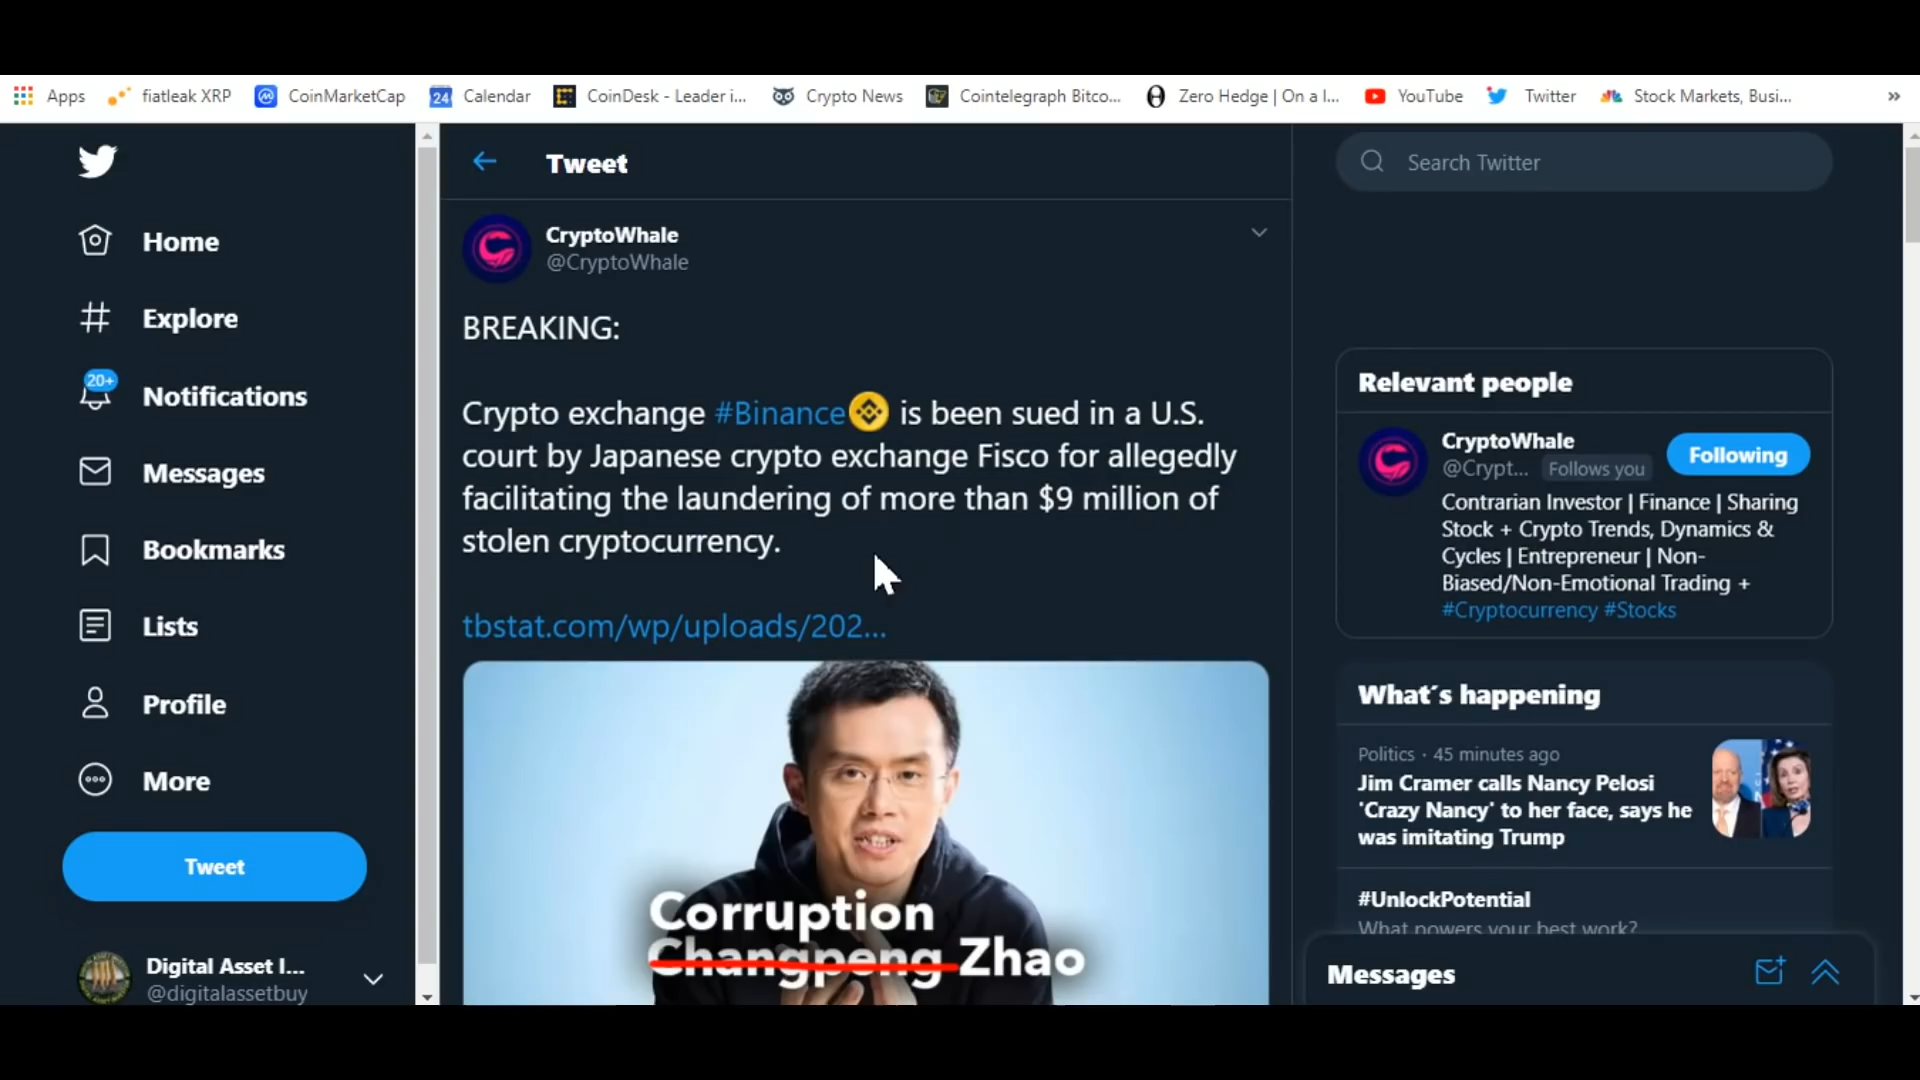 Apps
fiatleak XRP
CoinMarketCap
24
Calendar
CoinDesk - Leader i...
Crypto News
Cointelegraph Bitco...
Zero Hedge | On a l...
YouTube
Twitter
Stock Markets, Busi...
»
Home
Explore
20+
Notifications
Messages
Bookmarks
Lists
Profile
More
Tweet
Digital Asset I...
@digitalassetbuy
Tweet
CryptoWhale
@CryptoWhale
BREAKING:
Crypto exchange #Binance is been sued in a U.S.
court by Japanese crypto exchange Fisco for allegedly
facilitating the laundering of more than $9 million of
stolen cryptocurrency.
tbstat.com/wp/uploads/202...
Corruption
Changpeng Zhao
Search Twitter
Relevant people
CryptoWhale
@Crypt... Follows you
Following
Contrarian Investor | Finance | Sharing
Stock + Crypto Trends, Dynamics &
Cycles | Entrepreneur | Non-
Biased/Non-Emotional Trading +
#Cryptocurrency #Stocks
What's happening
Politics · 45 minutes ago
Jim Cramer calls Nancy Pelosi
'Crazy Nancy' to her face, says he
was imitating Trump
#UnlockPotential
What powers your best work?
Messages